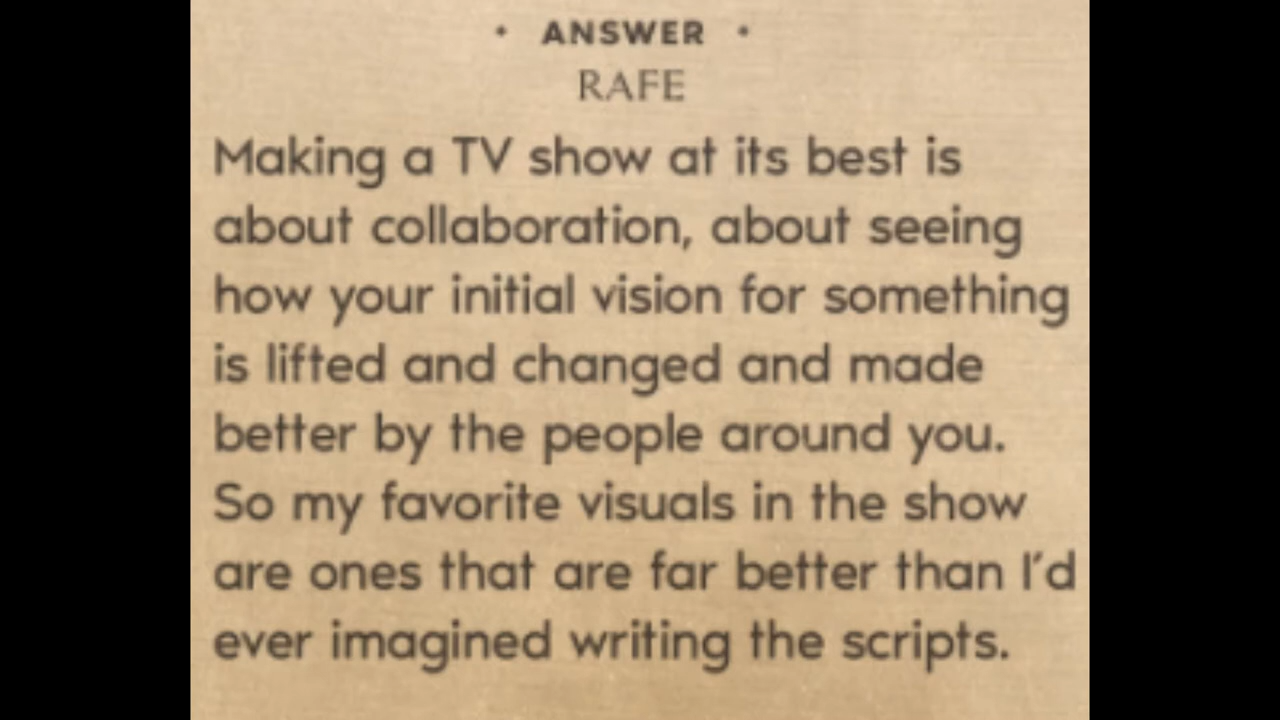 • ANSWER •
RAFE
Making a TV show at its best is
about collaboration, about seeing
how your initial vision for something
is lifted and changed and made
better by the people around you.
So my favorite visuals in the show
are ones that are far better than I'd
ever imagined writing the scripts.